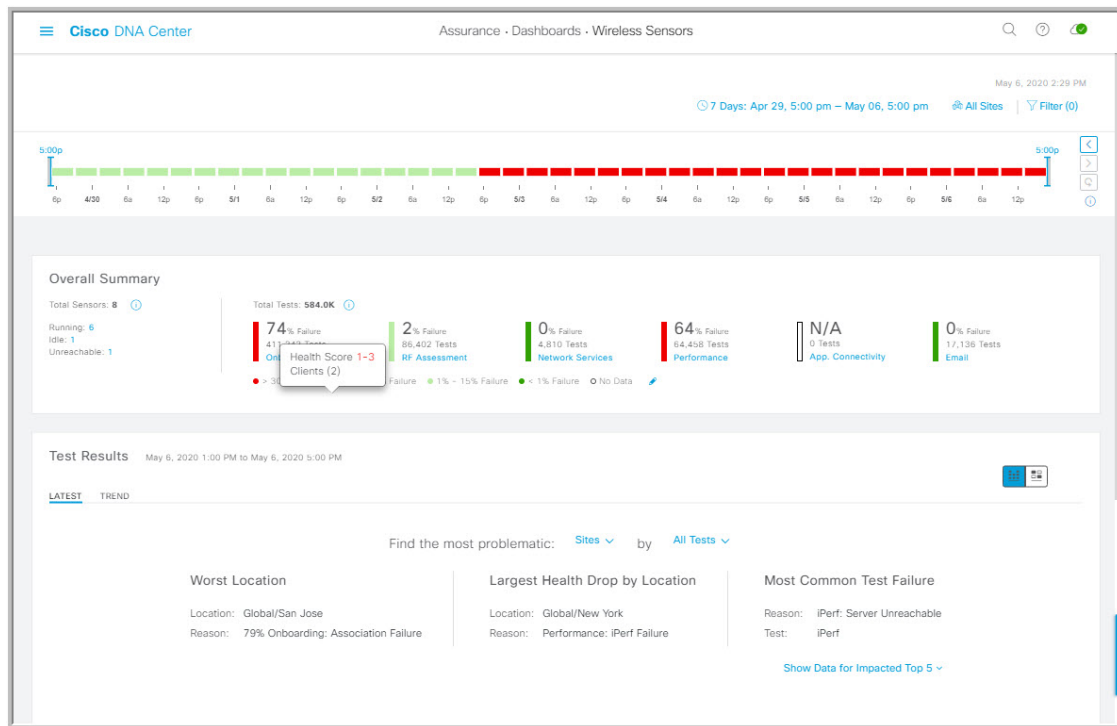 Cisco DNA Center
Assurance · Dashboards · Wireless Sensors
May 6, 2020 2:29 PM
7 Days: Apr 29, 5:00 pm – May 06, 5:00 pm All Sites Filter (0)
5:00p 5:00p
6p 4/30 6a 12p 6p 5/1 6a 12p 6p 5/2 6a 12p 6p 5/3 6a 12p 6p 5/4 6a 12p 6p 5/5 6a 12p 6p 5/6 6a 12p
Overall Summary
Total Sensors: 8
Running: 6
Idle: 1
Unreachable: 1
Total Tests: 584.0K
74% Failure
Health Score 1-3
Clients (2)
2% Failure
86,402 Tests
RF Assessment
0% Failure
4,810 Tests
Network Services
64% Failure
64,458 Tests
Performance
N/A
0 Tests
App. Connectivity
0% Failure
17,136 Tests
Email
Failure 1% - 15% Failure < 1% Failure No Data
Test Results May 6, 2020 1:00 PM to May 6, 2020 5:00 PM
LATEST TREND
Find the most problematic: Sites by All Tests
Worst Location
Location: Global/San Jose
Reason: 79% Onboarding: Association Failure
Largest Health Drop by Location
Location: Global/New York
Reason: Performance: iPerf Failure
Most Common Test Failure
Reason: iPerf: Server Unreachable
Test: iPerf
Show Data for Impacted Top 5